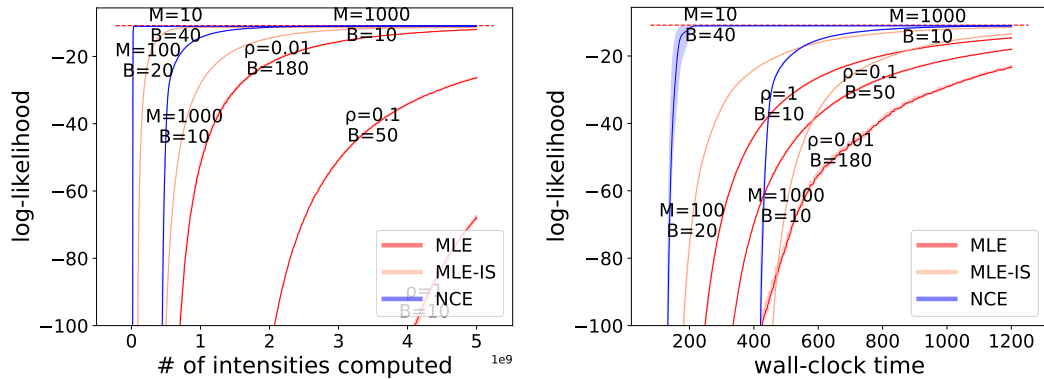 M=10
B=40
M=1000
B=10
M=100
B=20
ρ=0.01
B=180
M=1000
B=10
ρ=0.1
B=50
ρ=1
B=10
MLE
MLE-IS
NCE
log-likelihood
−20
−40
−60
−80
−100
0
1
2
3
4
5
1e9
# of intensities computed
M=10
B=40
M=1000
B=10
ρ=1
B=10
ρ=0.1
B=50
ρ=0.01
B=180
M=1000
B=10
M=100
B=20
MLE
MLE-IS
NCE
log-likelihood
−20
−40
−60
−80
−100
200
400
600
800
1000
1200
wall-clock time